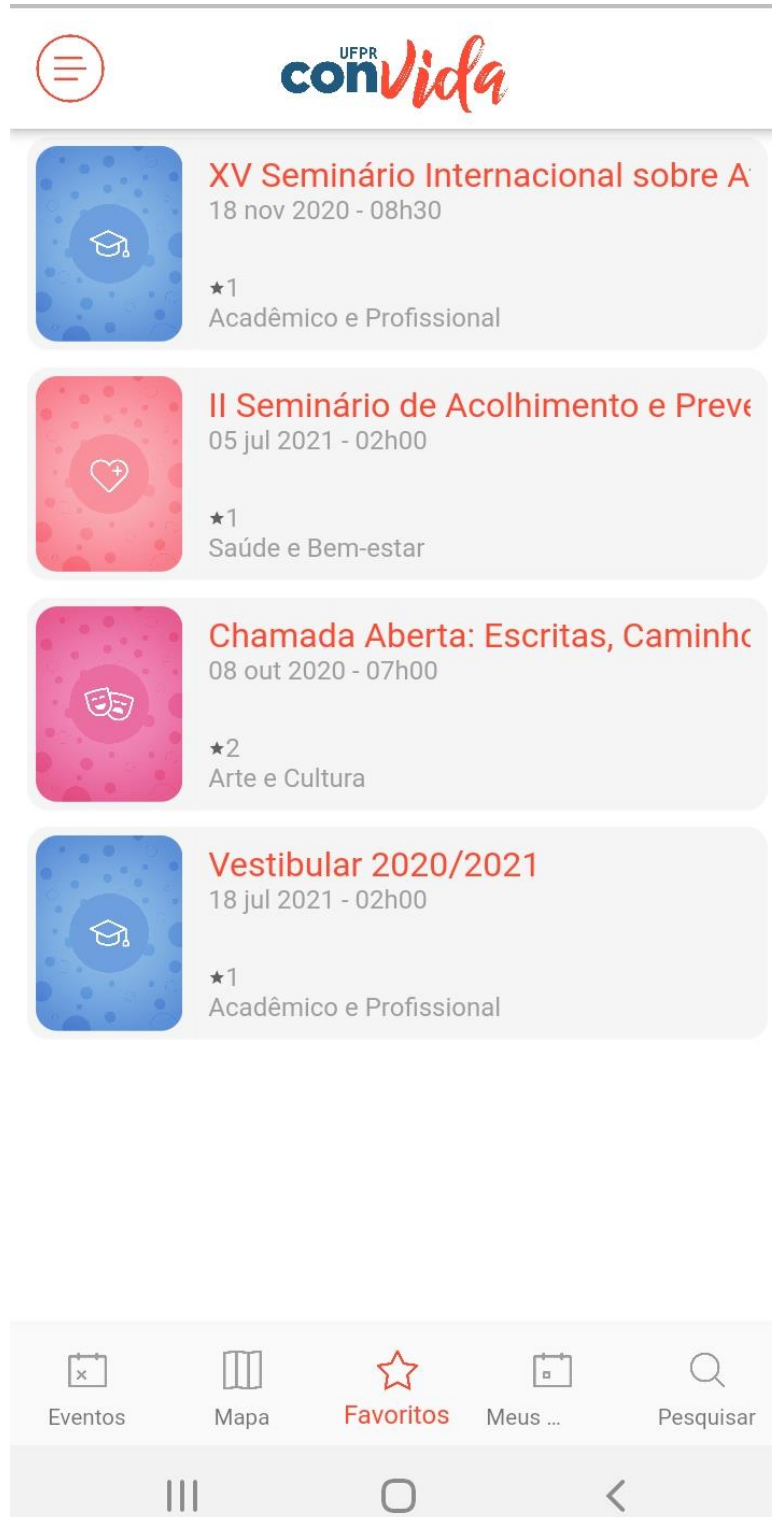 UFPR
conVida
XV Seminário Internacional sobre A
18 nov 2020 - 08h30
★1
Acadêmico e Profissional
II Seminário de Acolhimento e Preve
05 jul 2021 - 02h00
★1
Saúde e Bem-estar
Chamada Aberta: Escritas, Caminho
08 out 2020 - 07h00
★2
Arte e Cultura
Vestibular 2020/2021
18 jul 2021 - 02h00
★1
Acadêmico e Profissional
Eventos Mapa Favoritos Meus ... Pesquisar